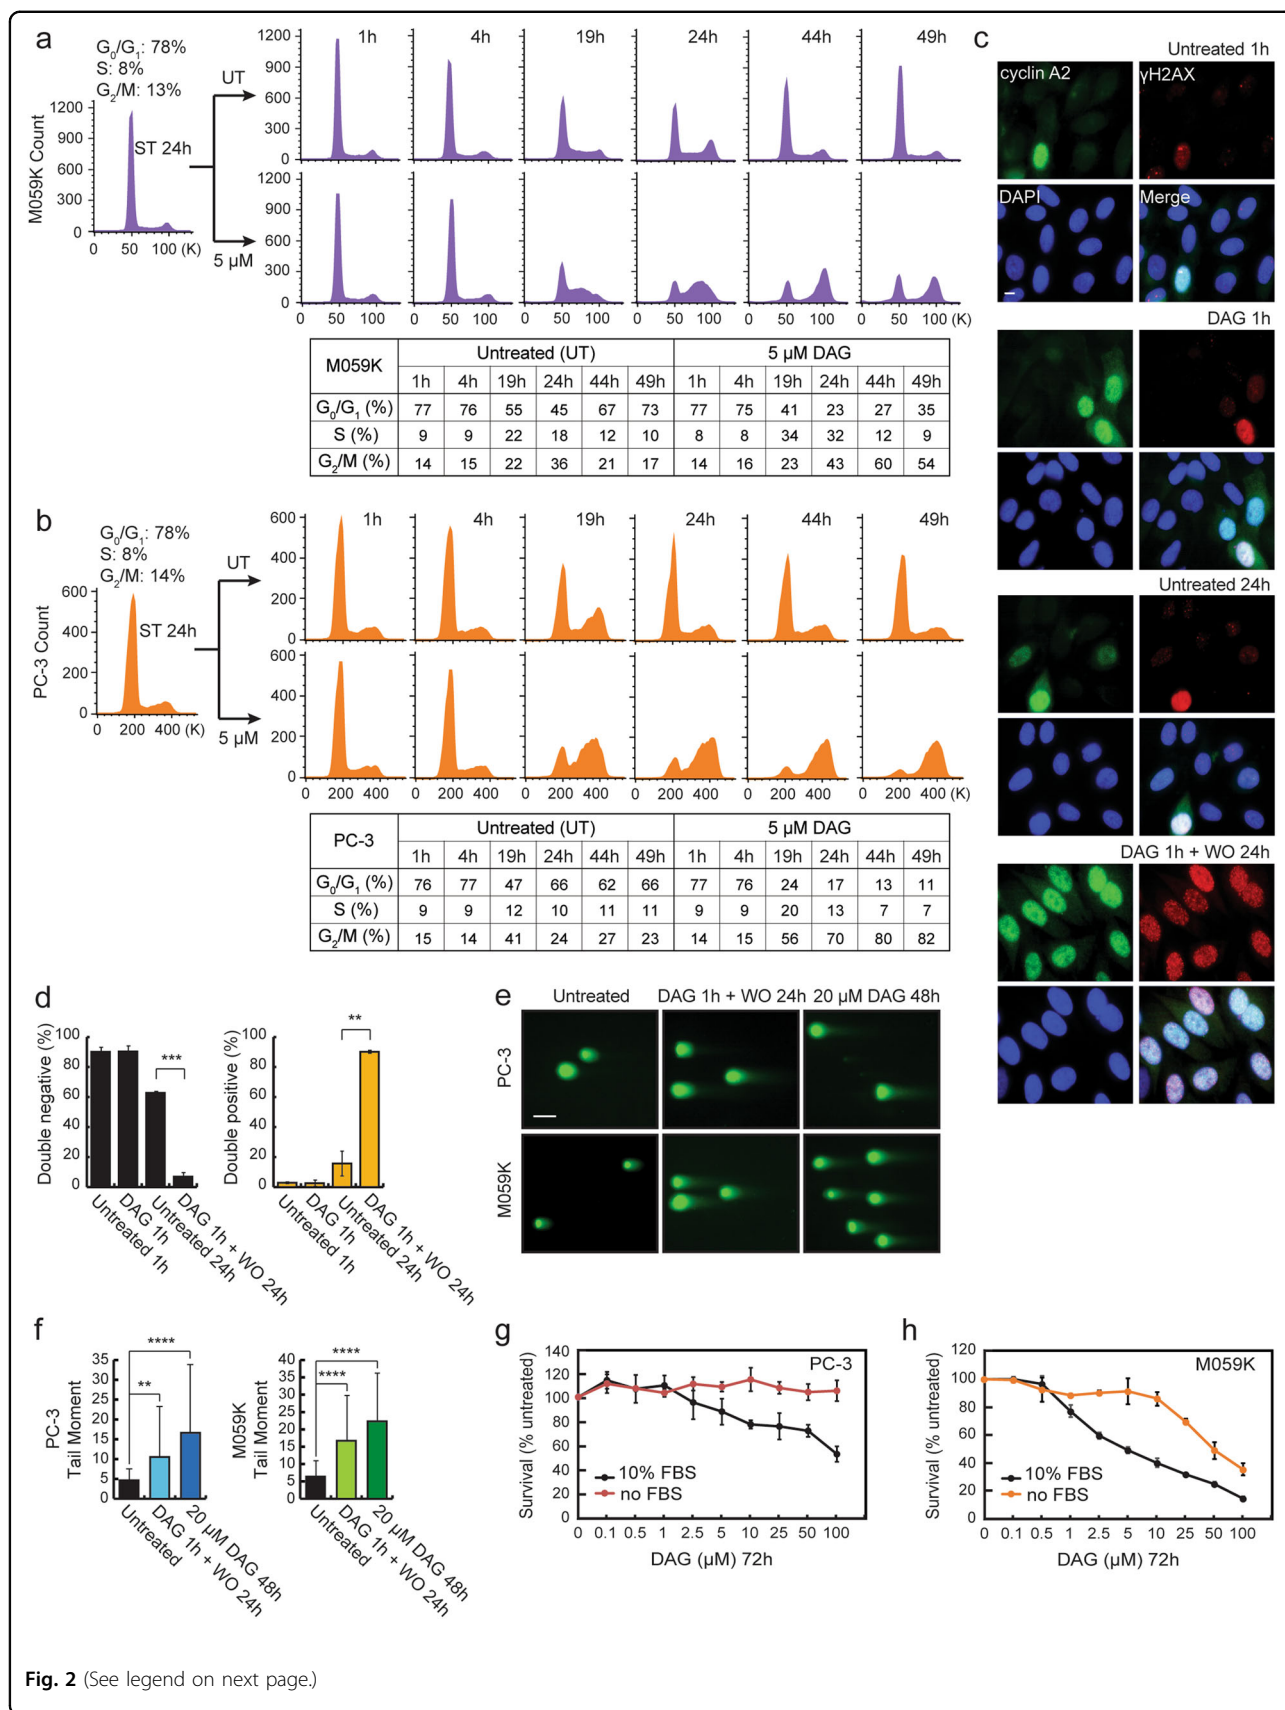 a
G0/G1: 78%
S: 8%
G2/M: 13%
M059K Count
1200
900
600
300
0
0 50 100 (K)
ST 24h
UT
5 µM
1h 4h 19h 24h 44h 49h
1200
900
600
300
0
1200
900
600
300
0
0 50 100 0 50 100 0 50 100 0 50 100 0 50 100 0 50 100 (K)
M059K Untreated (UT) 5 µM DAG
1h 4h 19h 24h 44h 49h 1h 4h 19h 24h 44h 49h
G0/G1 (%) 77 76 55 45 67 73 77 75 41 23 27 35
S (%) 9 9 22 18 12 10 8 8 34 32 12 9
G2/M (%) 14 15 22 36 21 17 14 16 23 43 60 54
b
G0/G1: 78%
S: 8%
G2/M: 14%
PC-3 Count
600
400
200
0
0 200 400 (K)
ST 24h
UT
5 µM
1h 4h 19h 24h 44h 49h
600
400
200
0
600
400
200
0
0 200 400 0 200 400 0 200 400 0 200 400 0 200 400 0 200 400 (K)
PC-3 Untreated (UT) 5 µM DAG
1h 4h 19h 24h 44h 49h 1h 4h 19h 24h 44h 49h
G0/G1 (%) 76 77 47 66 62 66 77 76 24 17 13 11
S (%) 9 9 12 10 11 11 9 9 20 13 7 7
G2/M (%) 15 14 41 24 27 23 14 15 56 70 80 82
c
Untreated 1h
cyclin A2 γH2AX
DAPI Merge
DAG 1h
Untreated 24h
DAG 1h + WO 24h
d
Double negative (%)
100
80
60
40
20
0
***
Untreated 1h
DAG 1h
Untreated 24h
DAG 1h + WO 24h
Double positive (%)
100
80
60
40
20
0
**
Untreated 1h
DAG 1h
Untreated 24h
DAG 1h + WO 24h
e
Untreated DAG 1h + WO 24h 20 µM DAG 48h
PC-3
M059K
f
PC-3
Tail Moment
35
30
25
20
15
10
5
0
****
**
Untreated
DAG 1h + WO 24h
20 µM DAG 48h
M059K
Tail Moment
40
35
30
25
20
15
10
5
0
****
****
Untreated
DAG 1h + WO 24h
20 µM DAG 48h
g
PC-3
Survival (% untreated)
140
120
100
80
60
40
20
0
10% FBS
no FBS
0 0.1 0.5 1 2.5 5 10 25 50 100
DAG (µM) 72h
h
M059K
Survival (% untreated)
120
100
80
60
40
20
0
10% FBS
no FBS
0 0.1 0.5 1 2.5 5 10 25 50 100
DAG (µM) 72h
Fig. 2 (See legend on next page.)